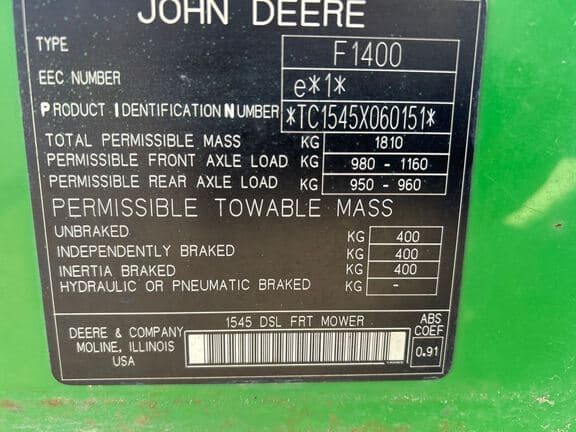 JOHN DEERE
TYPE F1400
EEC NUMBER e*1*
PRODUCT IDENTIFICATION NUMBER *TC1545X060151*
TOTAL PERMISSIBLE MASS KG 1810
PERMISSIBLE FRONT AXLE LOAD KG 980 - 1160
PERMISSIBLE REAR AXLE LOAD KG 950 - 960
PERMISSIBLE TOWABLE MASS
UNBRAKED KG 400
INDEPENDENTLY BRAKED KG 400
INERTIA BRAKED KG 400
HYDRAULIC OR PNEUMATIC BRAKED KG -
1545 DSL FRT MOWER
DEERE & COMPANY
MOLINE, ILLINOIS
USA
ABS
COEF
0.91